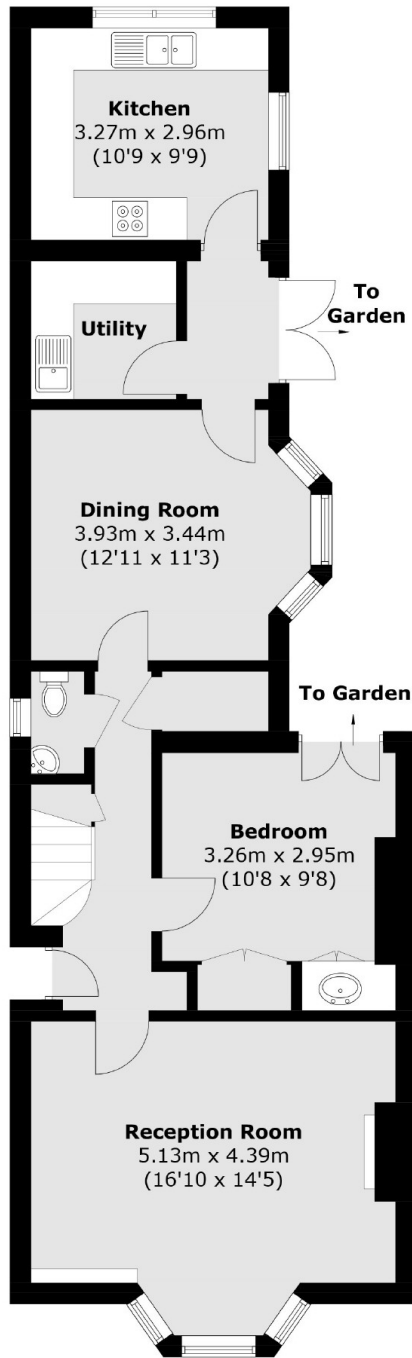 Kitchen
3.27m x 2.96m
(10'9 x 9'9)
To
Garden
Utility
Dining Room
3.93m x 3.44m
(12'11 x 11'3)
To Garden
Bedroom
3.26m x 2.95m
(10'8 x 9'8)
Reception Room
5.13m x 4.39m
(16'10 x 14'5)